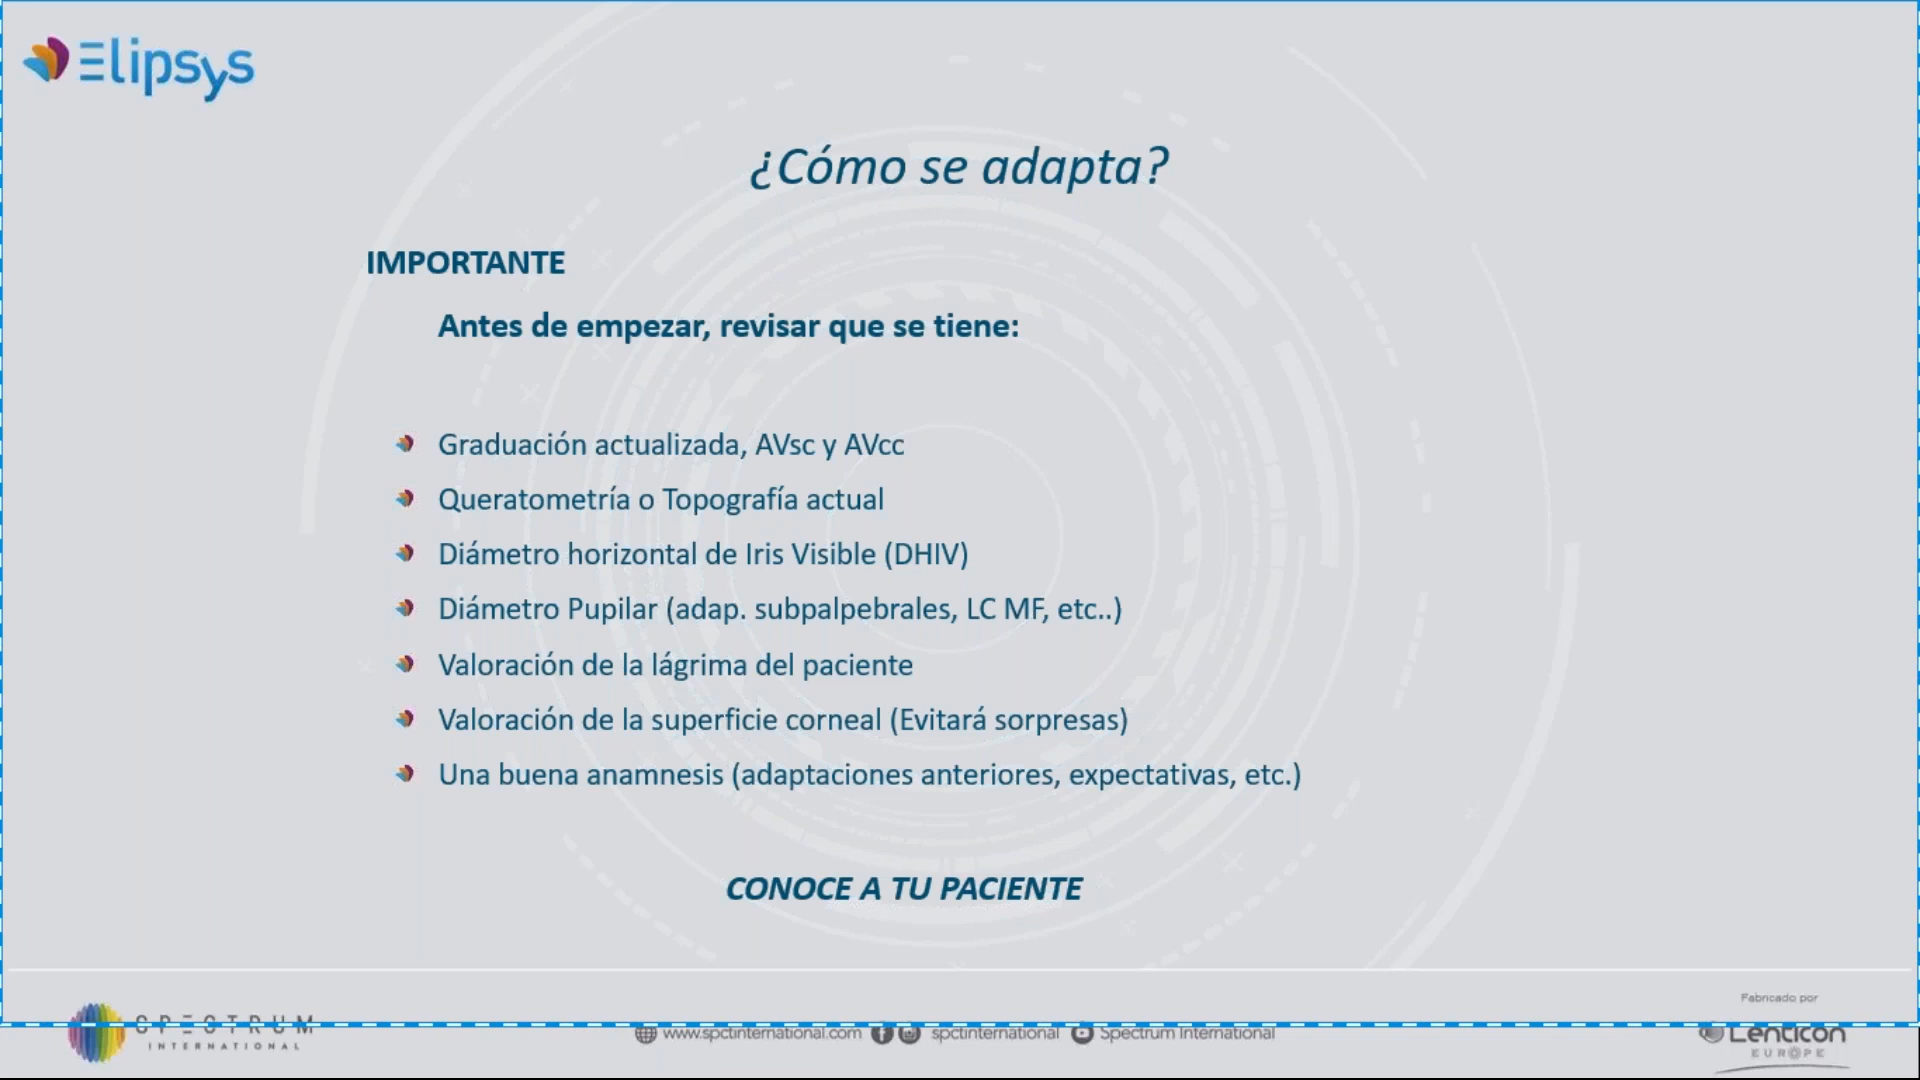 Elipsys
¿Cómo se adapta?
IMPORTANTE
Antes de empezar, revisar que se tiene:
Graduación actualizada, AVsc y AVcc
Queratometría o Topografía actual
Diámetro horizontal de Iris Visible (DHIV)
Diámetro Pupilar (adap. subpalpebrales, LC MF, etc..)
Valoración de la lágrima del paciente
Valoración de la superficie corneal (Evitará sorpresas)
Una buena anamnesis (adaptaciones anteriores, expectativas, etc.)
CONOCE A TU PACIENTE
Fabricado por
SPECTRUM
INTERNATIONAL
www.spctinternational.com spctinternational Spectrum International
Lenticon
EUROPE